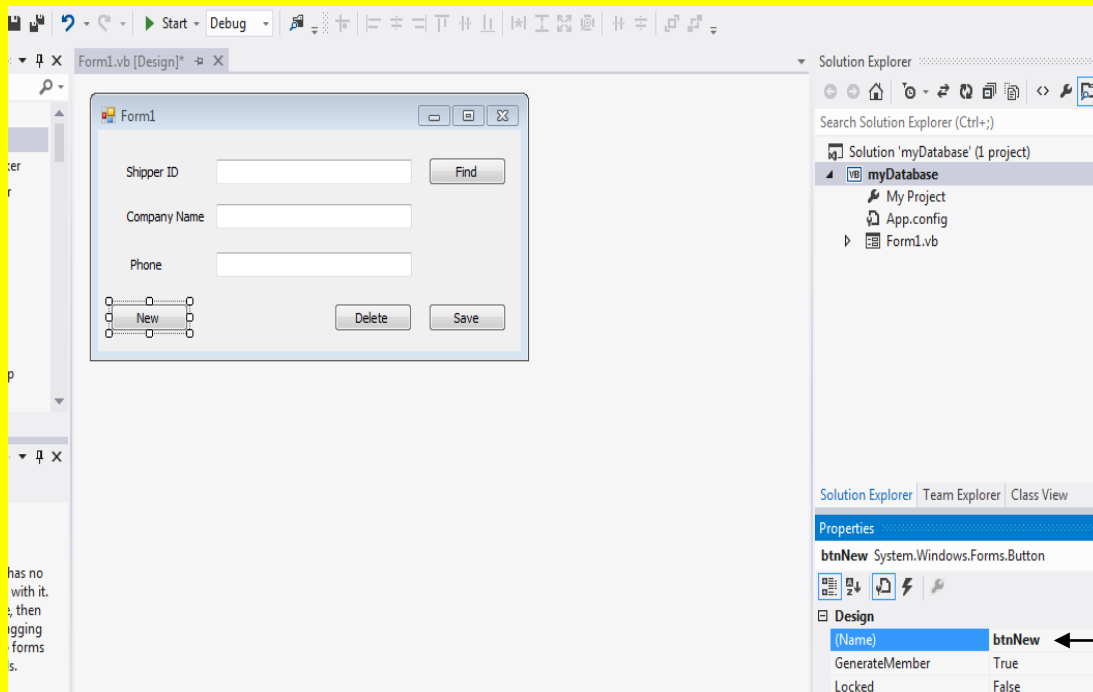 Start Debug
Form1.vb [Design]*
Form1
Shipper ID Find
Company Name
Phone
New Delete Save
has no
with it.
, then
gging
forms
s.
Solution Explorer
Search Solution Explorer (Ctrl+;)
Solution 'myDatabase' (1 project)
VB myDatabase
My Project
App.config
Form1.vb
Solution Explorer Team Explorer Class View
Properties
btnNew System.Windows.Forms.Button
Design
(Name) btnNew
GenerateMember True
Locked False